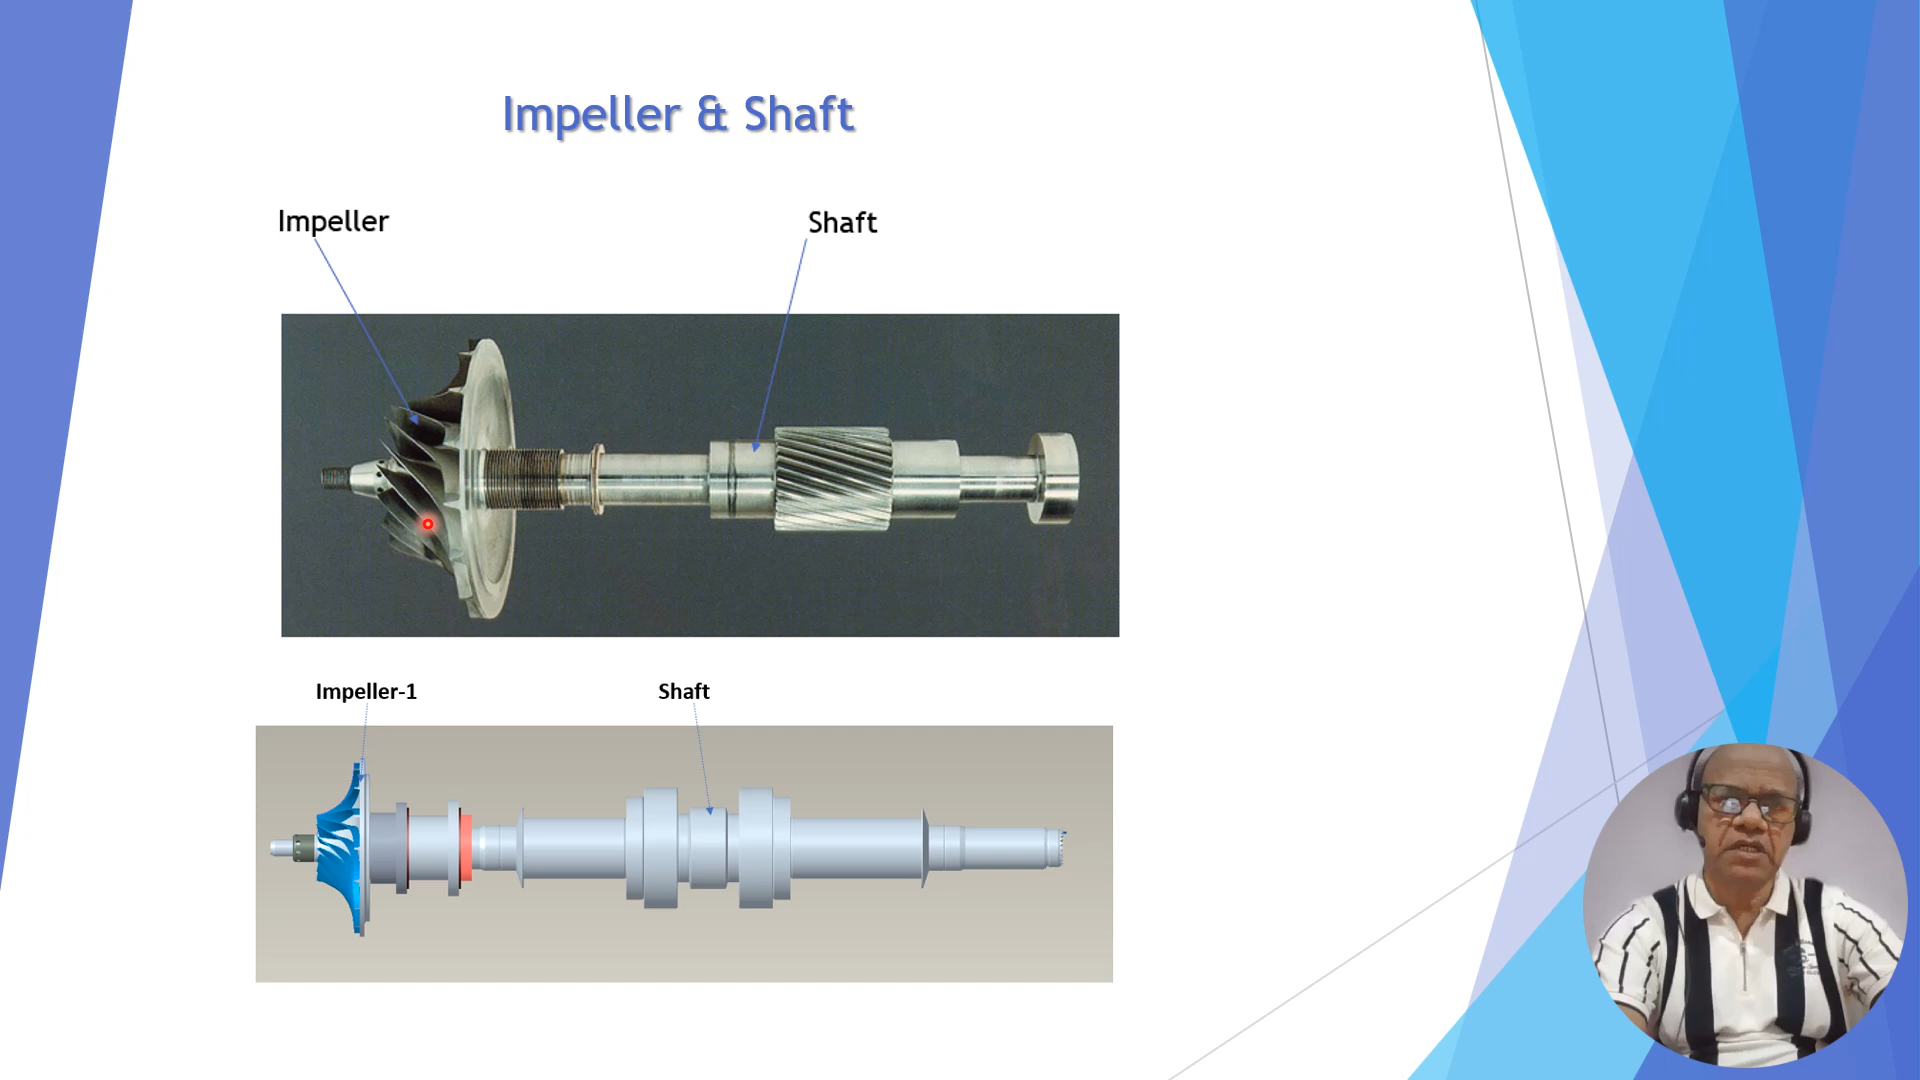 Impeller & Shaft
Impeller
Shaft
Impeller-1
Shaft